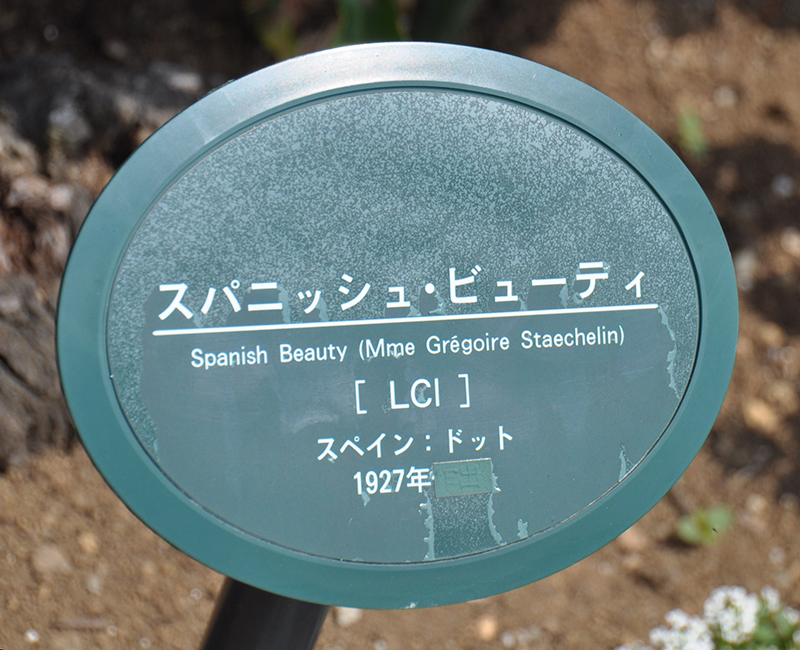 スパニッシュ・ビューティ
Spanish Beauty (Mme Grégoire Staechelin)
[ LCl ]
スペイン：ドット
1927年